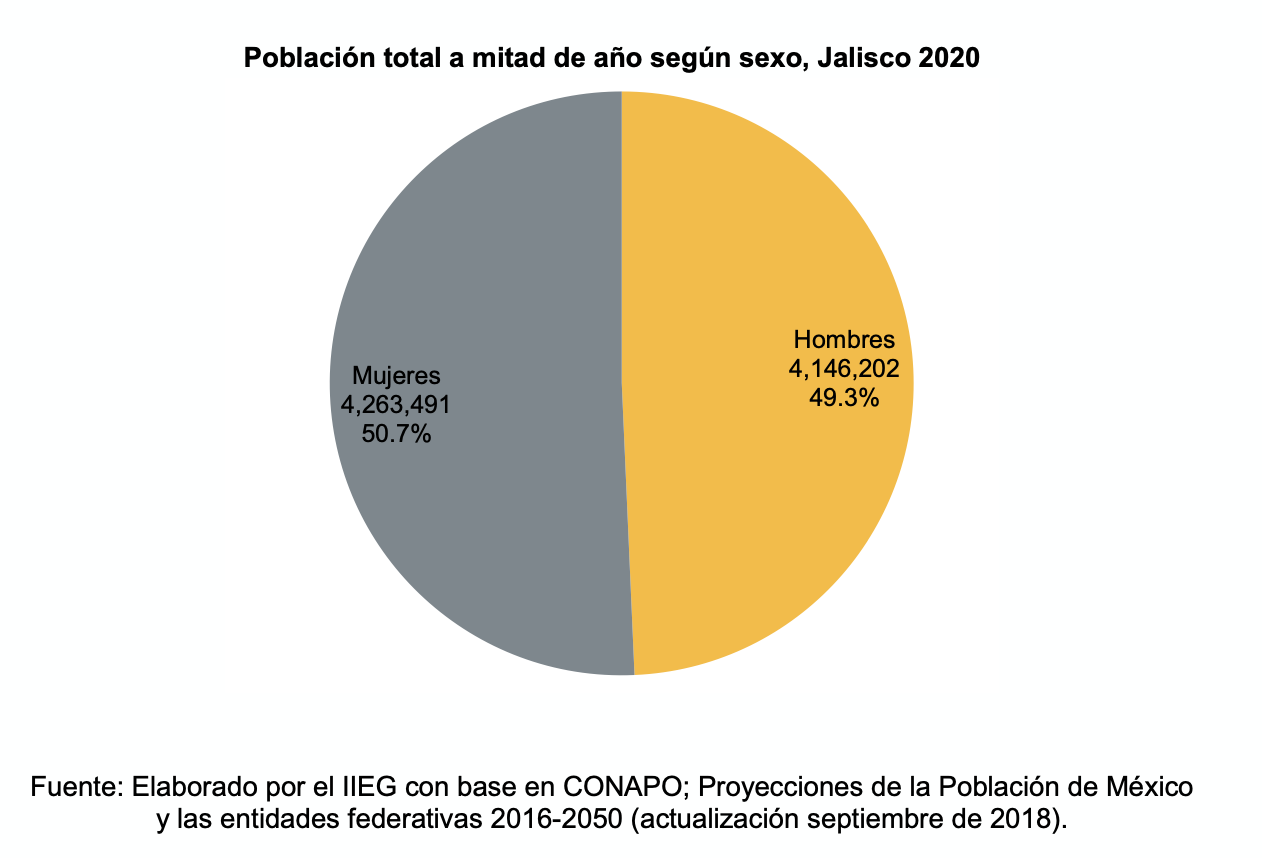 Población total a mitad de año según sexo, Jalisco 2020
Hombres
4,146,202
49.3%
Mujeres
4,263,491
50.7%
Fuente: Elaborado por el IIEG con base en CONAPO; Proyecciones de la Población de México
y las entidades federativas 2016-2050 (actualización septiembre de 2018).